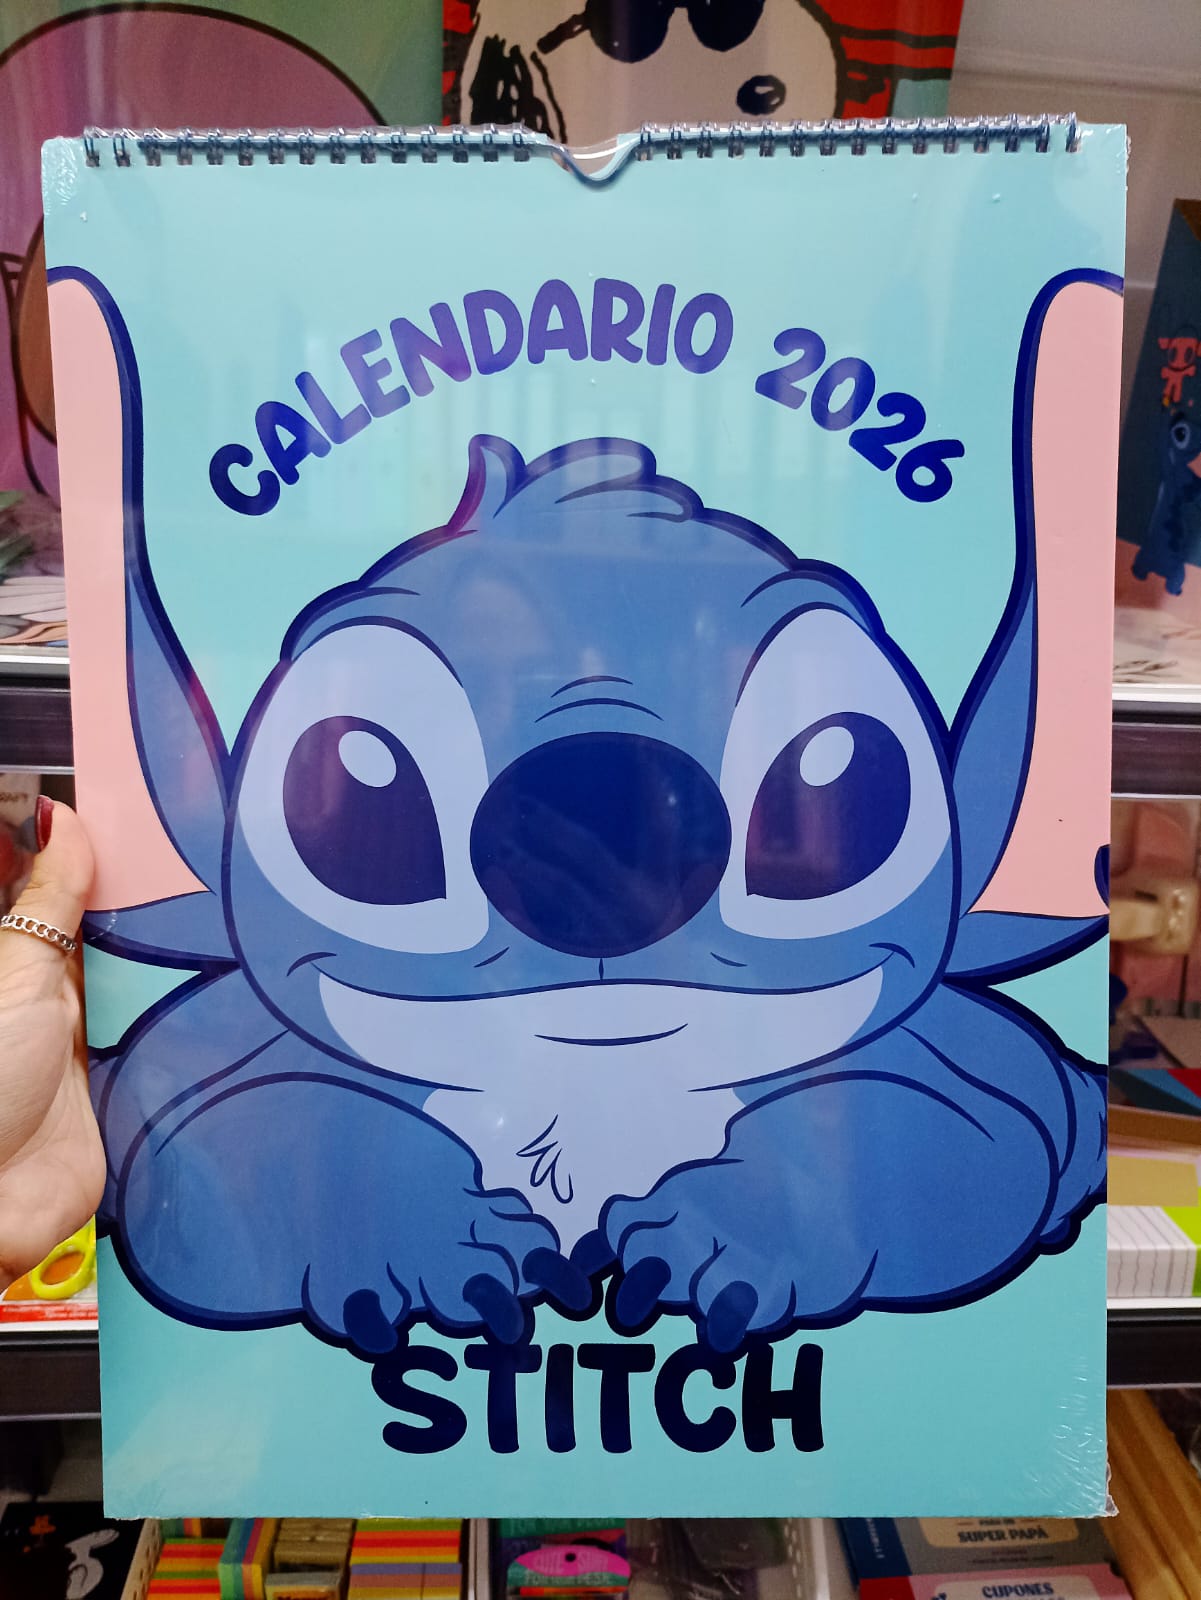 CALENDARIO 2026
STITCH
SUPER PAPÁ
CUPONES